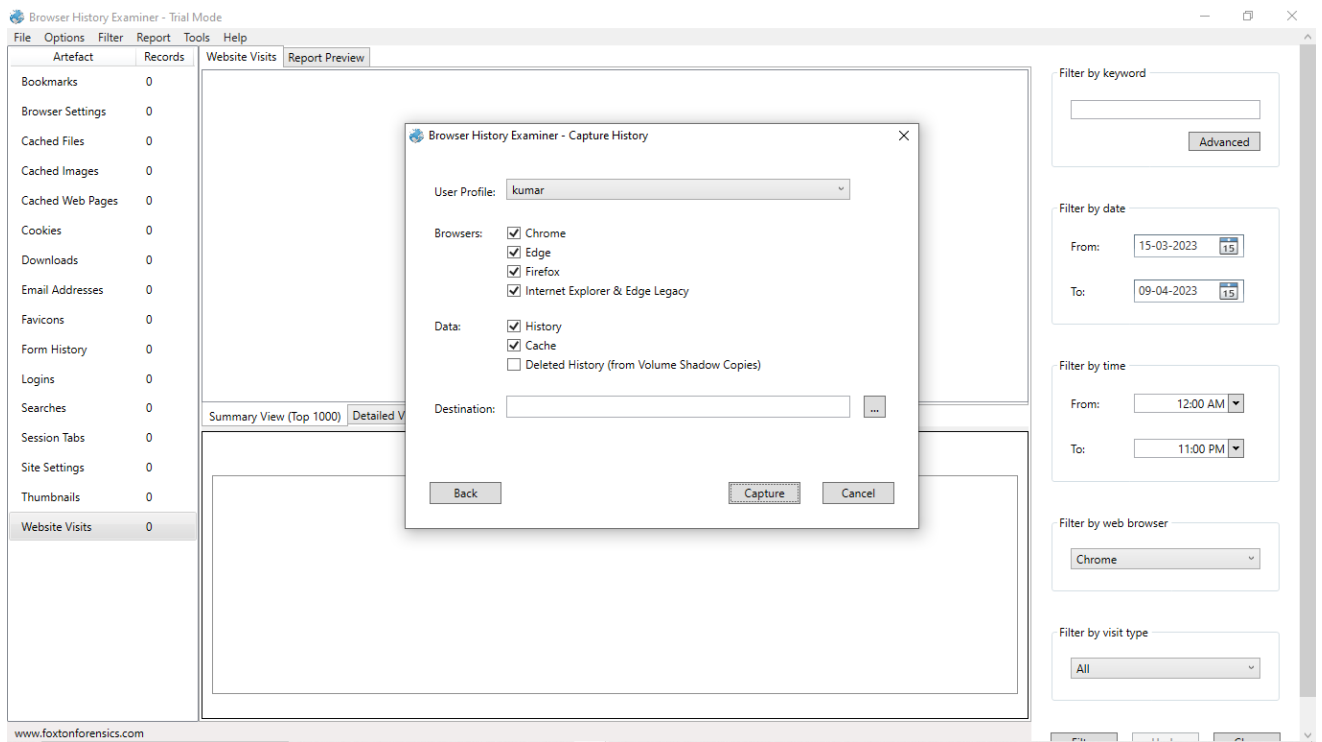 Browser History Examiner - Trial Mode
File Options Filter Report Tools Help
Artefact Records
Bookmarks 0
Browser Settings 0
Cached Files 0
Cached Images 0
Cached Web Pages 0
Cookies 0
Downloads 0
Email Addresses 0
Favicons 0
Form History 0
Logins 0
Searches 0
Session Tabs 0
Site Settings 0
Thumbnails 0
Website Visits 0
Website Visits Report Preview
Summary View (Top 1000) Detailed V
Browser History Examiner - Capture History
User Profile: kumar
Browsers: Chrome
Edge
Firefox
Internet Explorer & Edge Legacy
Data: History
Cache
Deleted History (from Volume Shadow Copies)
Destination: ...
Back Capture Cancel
Filter by keyword
Advanced
Filter by date
From: 15-03-2023 15
To: 09-04-2023 15
Filter by time
From: 12:00 AM
To: 11:00 PM
Filter by web browser
Chrome
Filter by visit type
All
www.foxtonforensics.com